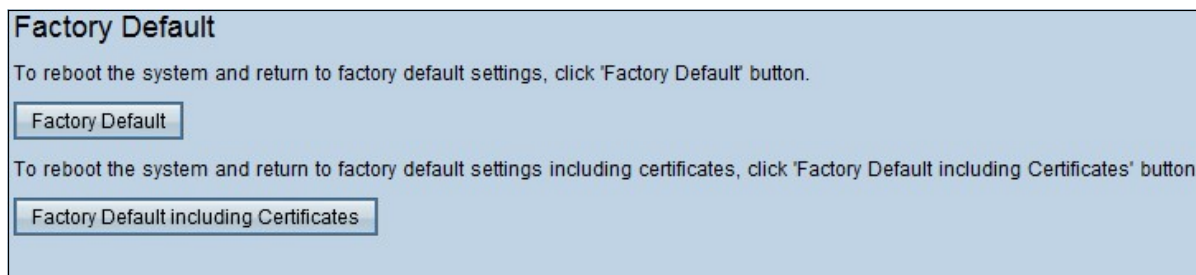 Factory Default
To reboot the system and return to factory default settings, click 'Factory Default' button.
Factory Default
To reboot the system and return to factory default settings including certificates, click 'Factory Default including Certificates' button
Factory Default including Certificates